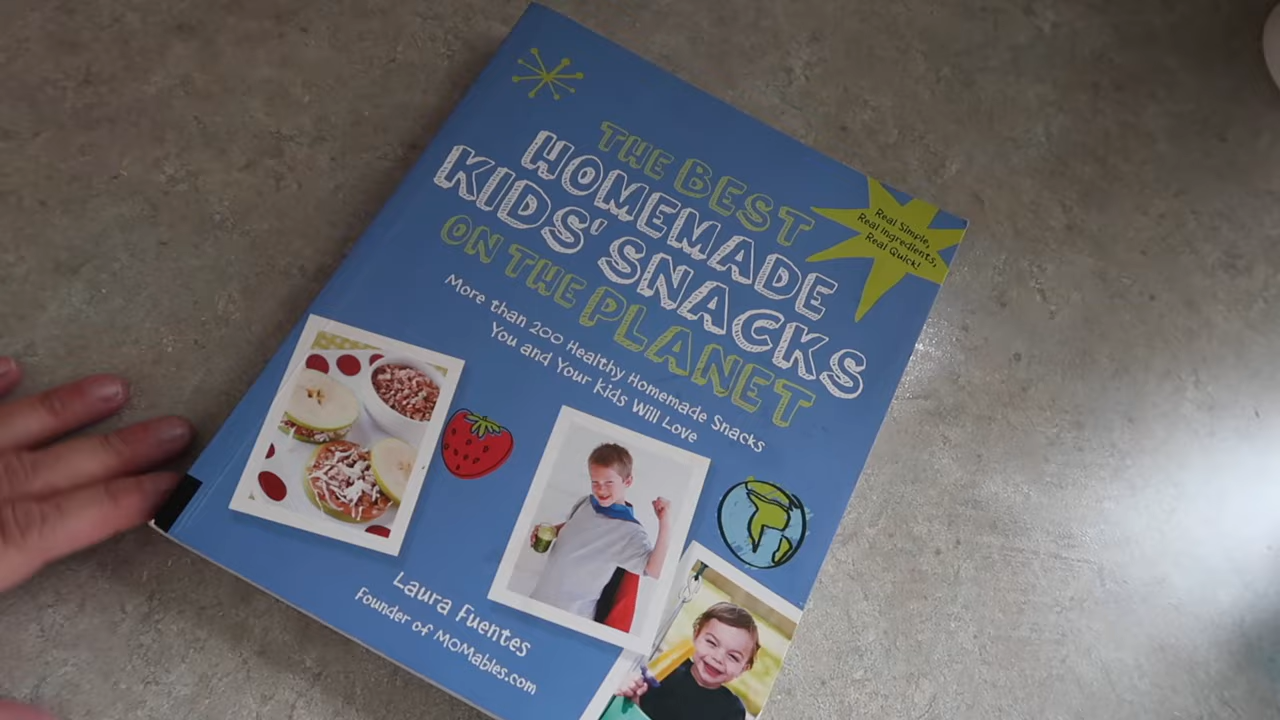 THE BEST
HOMEMADE
KIDS' SNACKS
ON THE PLANET
Real Simple,
Real Ingredients,
Real Quick!
More than 200 Healthy Homemade Snacks
You and Your Kids Will Love
Laura Fuentes
Founder of MOMables.com